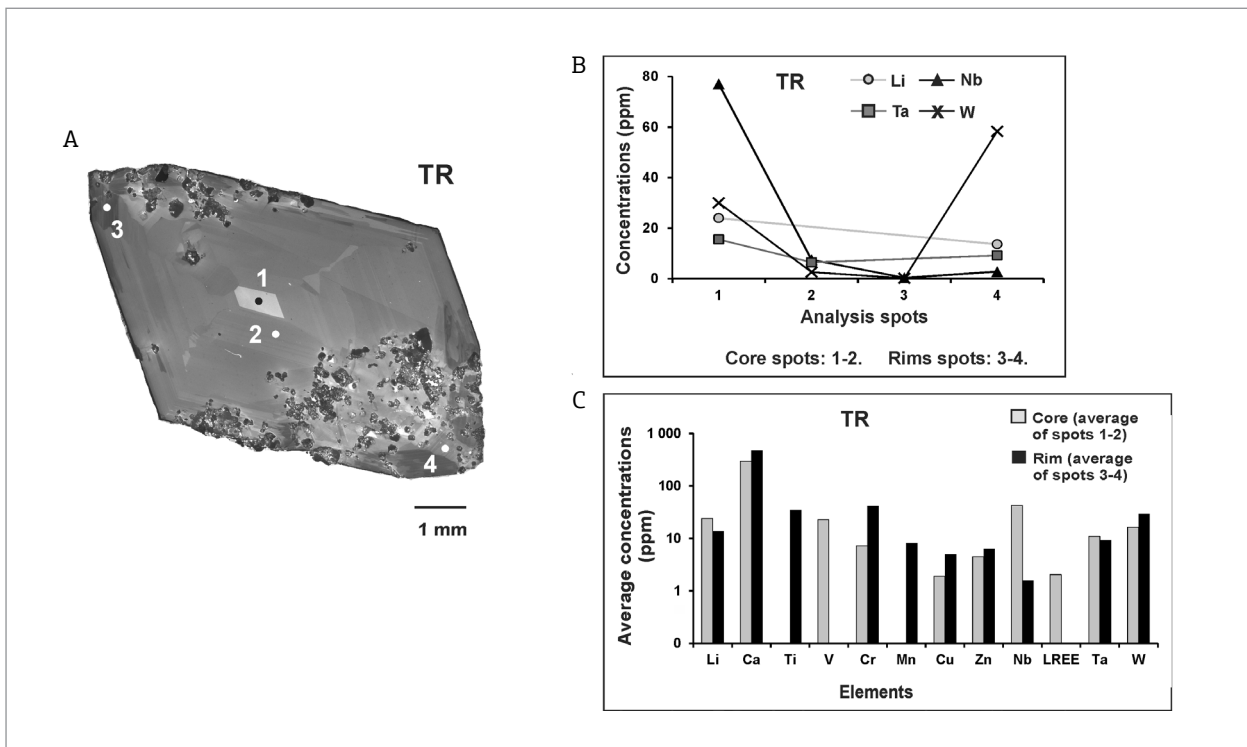 A
TR
3
1
2
4
1 mm
B
TR
Li
Nb
Ta
W
Concentrations (ppm)
80
60
40
20
0
1 2 3 4
Analysis spots
Core spots: 1-2. Rims spots: 3-4.
C
TR
Core (average
of spots 1-2)
Rim (average
of spots 3-4)
Average concentrations
(ppm)
1 000
100
10
1
0
Li Ca Ti V Cr Mn Cu Zn Nb LREE Ta W
Elements